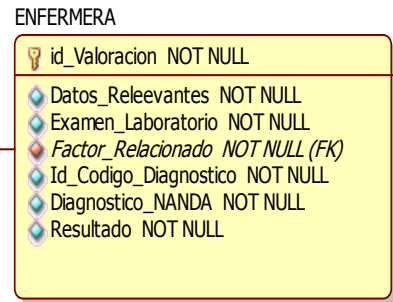 ENFERMERA
id_Valoracion NOT NULL
Datos_Releevantes NOT NULL
Examen_Laboratorio NOT NULL
Factor_Relacionado NOT NULL (FK)
Id_Codigo_Diagnostico NOT NULL
Diagnostico_NANDA NOT NULL
Resultado NOT NULL